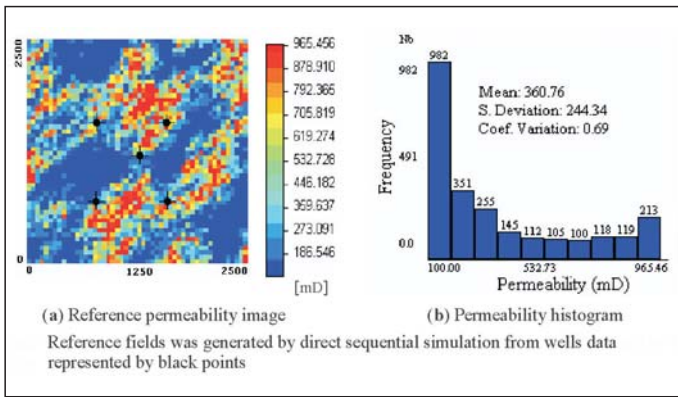 2500
0
0
1250
2500
965.456
878.910
792.365
705.819
619.274
532.728
446.182
369.637
273.091
186.546
[mD]
(a) Reference permeability image
Nb
982
491
0.0
Frequency
982
351
255
145
112
105
100
118
119
213
Mean: 360.76
S. Deviation: 244.34
Coef. Variation: 0.69
100.00
532.73
965.46
Permeability (mD)
(b) Permeability histogram
Reference fields was generated by direct sequential simulation from wells data
represented by black points